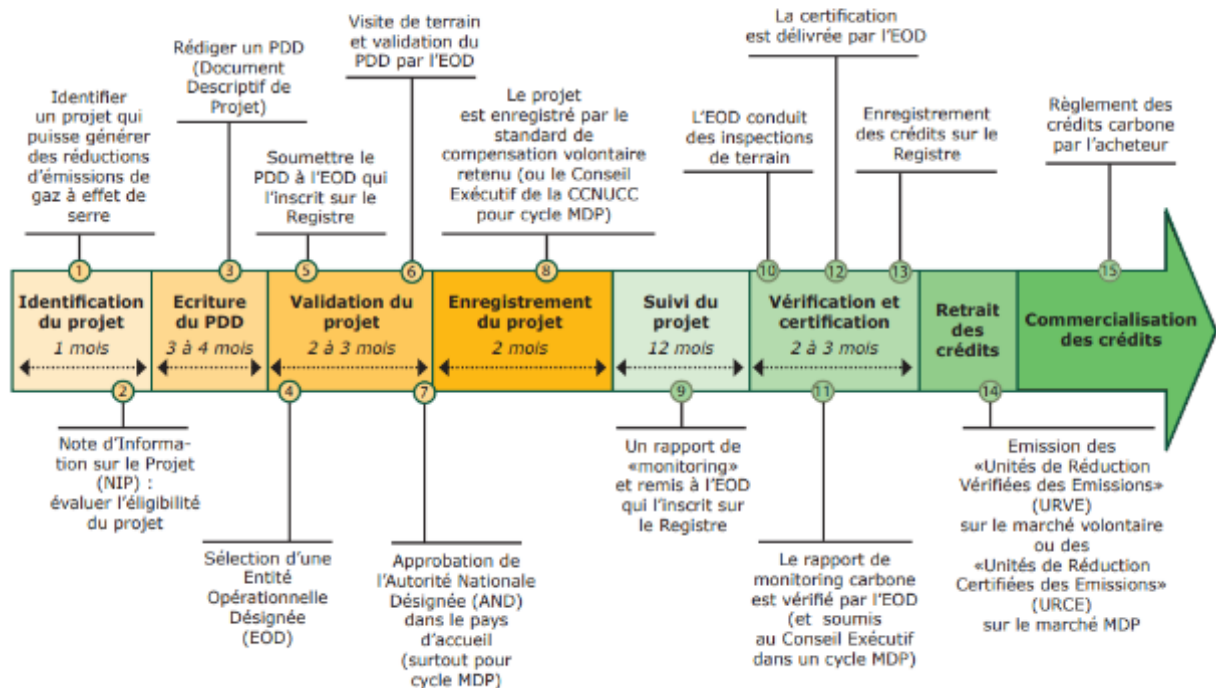 Identifier
un projet qui
puisse générer
des réductions
d'émissions de
gaz à effet de
serre
Rédiger un PDD
(Document
Descriptif de
Projet)
Soumettre le
PDD à l'EOD qui
l'inscrit sur le
Registre
Visite de terrain
et validation du
PDD par l'EOD
Le projet
est enregistré par le
standard de
compensation volontaire
retenu (ou le Conseil
Exécutif de la CCNUCC
pour cycle MDP)
L'EOD conduit
des inspections
de terrain
La certification
est délivrée par l'EOD
Enregistrement
des crédits sur le
Registre
Règlement des
crédits carbone
par l'acheteur
1
3
5
6
8
10
12
13
15
Identification
du projet
1 mois
Ecriture
du PDD
3 à 4 mois
Validation du
projet
2 à 3 mois
Enregistrement
du projet
2 mois
Suivi du
projet
12 mois
Vérification et
certification
2 à 3 mois
Retrait
des
crédits
Commercialisation
des crédits
2
4
7
9
11
14
Note d'Informa-
tion sur le Projet
(NIP) :
évaluer l'éligibilité
du projet
Sélection d'une
Entité
Opérationnelle
Désignée
(EOD)
Approbation de
l'Autorité Nationale
Désignée (AND)
dans le pays
d'accueil
(surtout pour
cycle MDP)
Un rapport de
«monitoring»
et remis à l'EOD
qui l'inscrit sur
le Registre
Le rapport de
monitoring carbone
est vérifié par l'EOD
(et soumis
au Conseil Exécutif
dans un cycle MDP)
Emission des
«Unités de Réduction
Vérifiées des Emissions»
(URVE)
sur le marché volontaire
ou des
«Unités de Réduction
Certifiées des Emissions»
(URCE)
sur le marché MDP